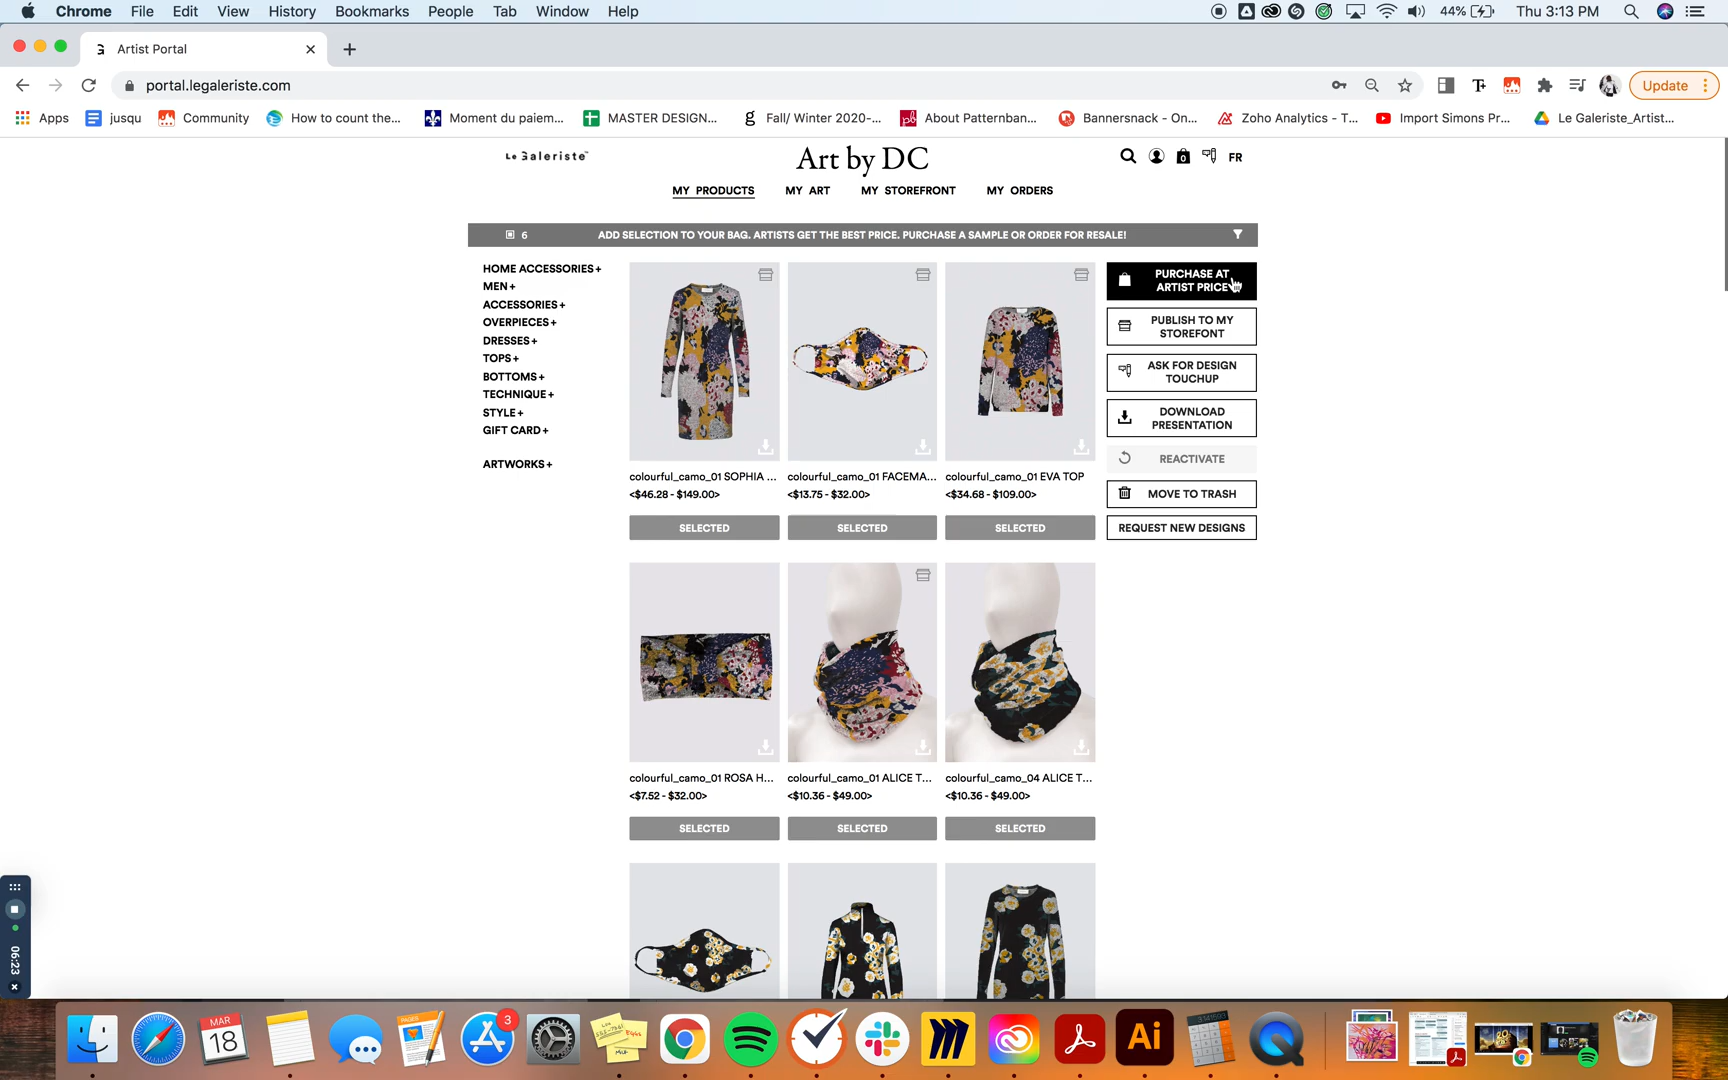 Chrome File Edit View History Bookmarks People Tab Window Help
44% Thu 3:13 PM
Artist Portal
portal.legaleriste.com
Update
Apps jusqu Community How to count the... Moment du paiem... MASTER DESIGN... Fall/ Winter 2020-... About Patternban... Bannersnack - On... Zoho Analytics - T... Import Simons Pr... Le Galeriste_Artist...
Le Galeriste™
Art by DC
0
FR
MY PRODUCTS MY ART MY STOREFRONT MY ORDERS
6 ADD SELECTION TO YOUR BAG. ARTISTS GET THE BEST PRICE. PURCHASE A SAMPLE OR ORDER FOR RESALE!
HOME ACCESSORIES+
MEN+
ACCESSORIES+
OVERPIECES+
DRESSES+
TOPS+
BOTTOMS+
TECHNIQUE+
STYLE+
GIFT CARD+
ARTWORKS+
colourful_camo_01 SOPHIA ... colourful_camo_01 FACEMA... colourful_camo_01 EVA TOP
<$46.28 - $149.00> <$13.75 - $32.00> <$34.68 - $109.00>
SELECTED SELECTED SELECTED
PURCHASE AT
ARTIST PRICE
PUBLISH TO MY
STOREFONT
ASK FOR DESIGN
TOUCHUP
DOWNLOAD
PRESENTATION
REACTIVATE
MOVE TO TRASH
REQUEST NEW DESIGNS
colourful_camo_01 ROSA H... colourful_camo_01 ALICE T... colourful_camo_04 ALICE T...
<$7.52 - $32.00> <$10.36 - $49.00> <$10.36 - $49.00>
SELECTED SELECTED SELECTED
06:23
MAR
18
3
Ai